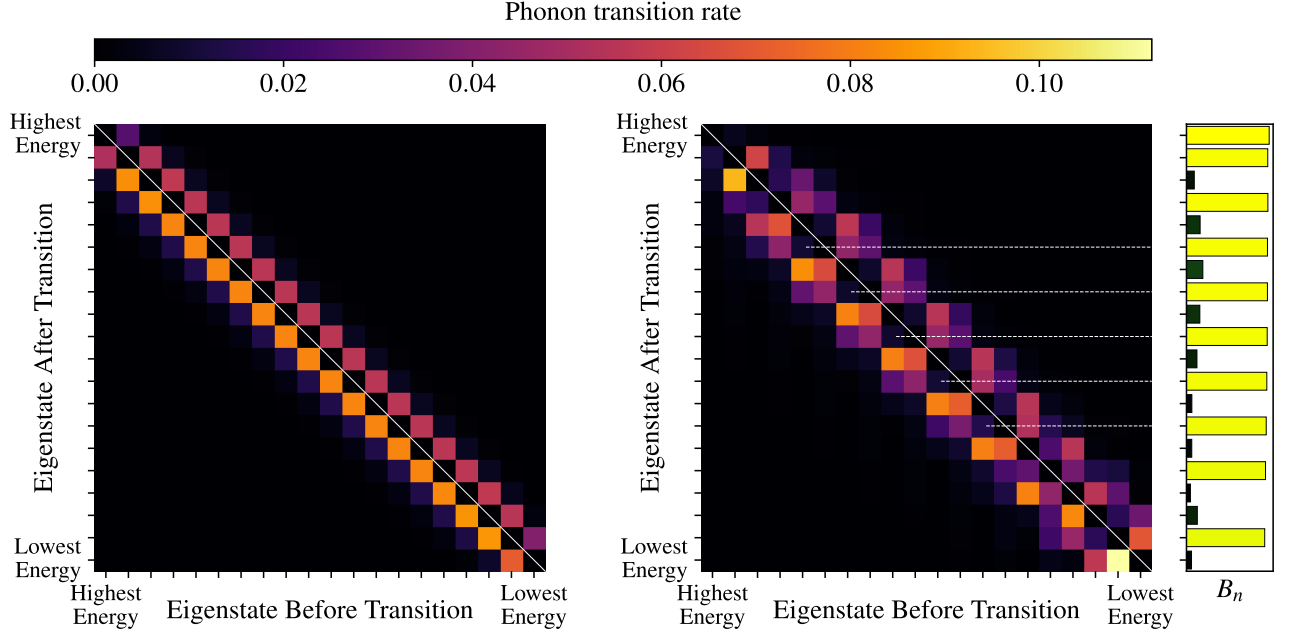 Phonon transition rate
0.00 0.02 0.04 0.06 0.08 0.10
Highest
Energy
Eigenstate After Transition
Lowest
Energy
Highest
Energy
Eigenstate Before Transition
Lowest
Energy
Highest
Energy
Eigenstate After Transition
Lowest
Energy
Highest
Energy
Eigenstate Before Transition
Lowest
Energy
Bₙ